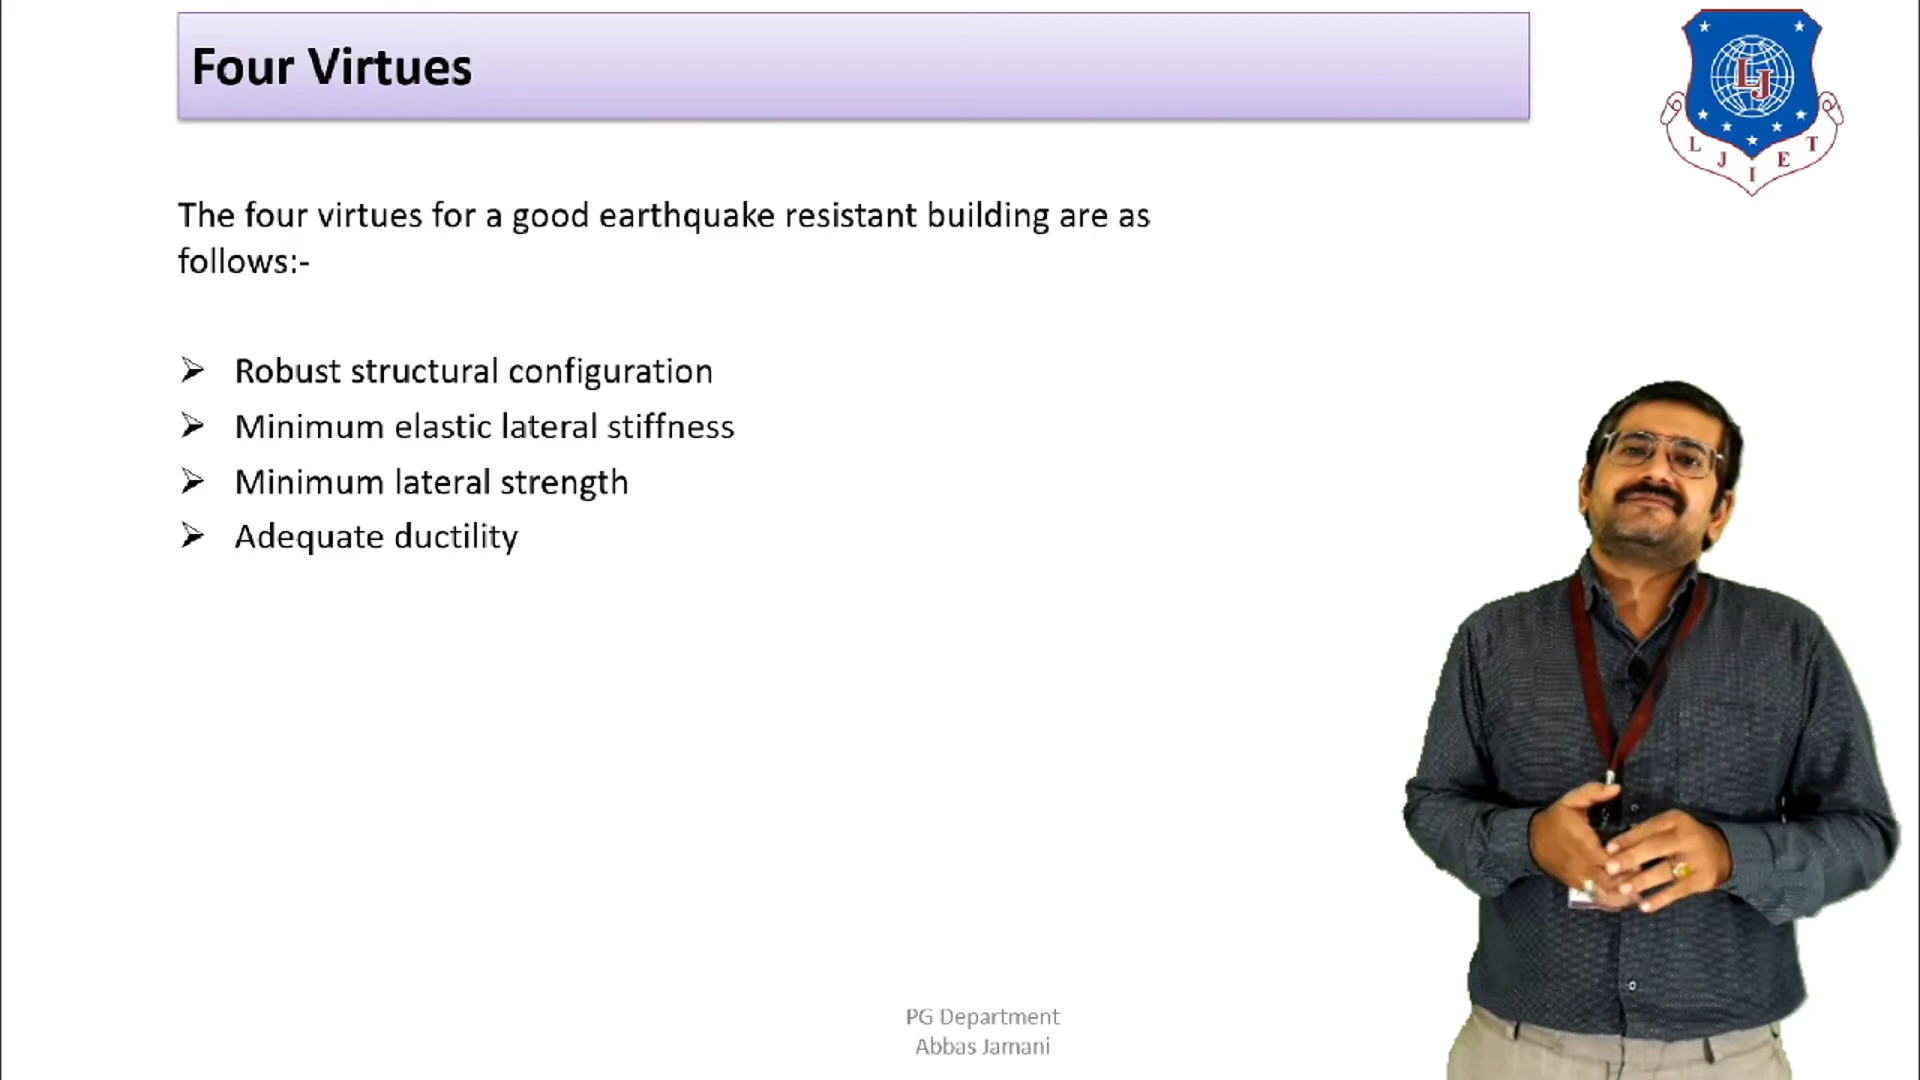 Four Virtues
The four virtues for a good earthquake resistant building are as
follows:-
Robust structural configuration
Minimum elastic lateral stiffness
Minimum lateral strength
Adequate ductility
LJ
L J I E T
PG Department
Abbas Jamani